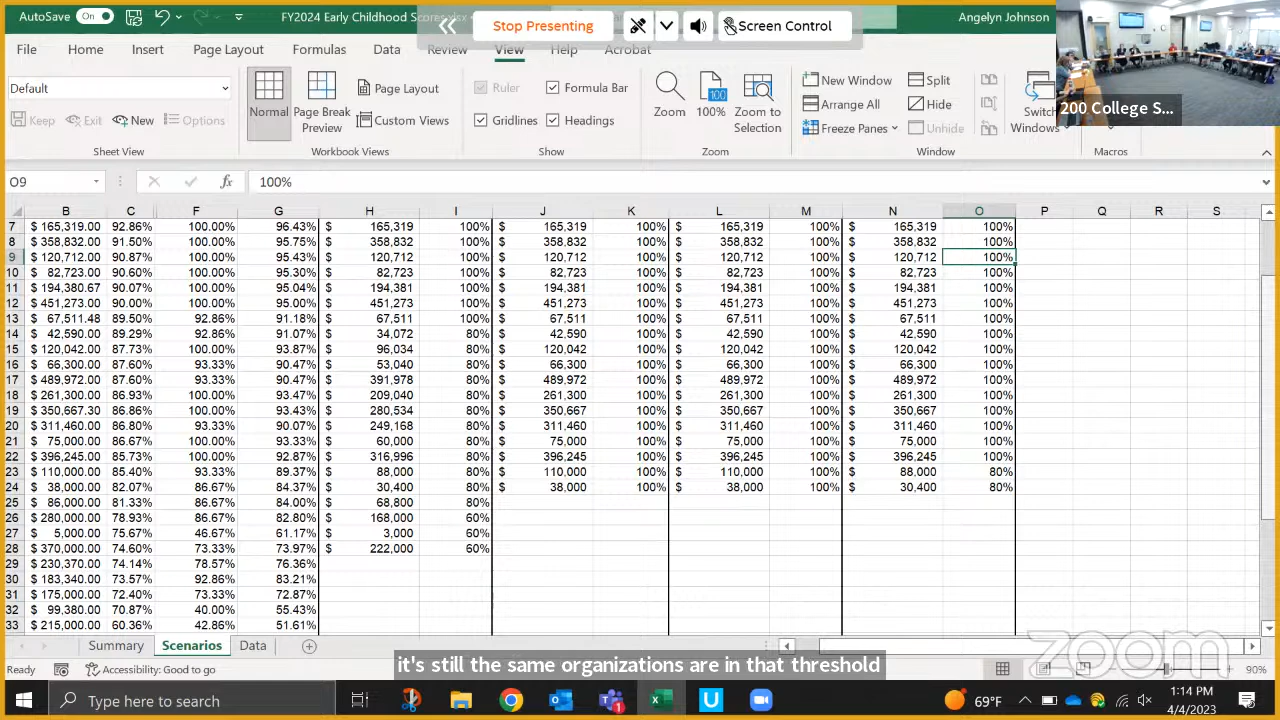 AutoSave On FY2024 Early Childhood Scores.xlsx Angelyn Johnson
Stop Presenting Screen Control
File Home Insert Page Layout Formulas Data Review View Help Acrobat
Default
Keep Exit New Options
Sheet View
Normal Page Break Preview Page Layout Custom Views
Workbook Views
Ruler Formula Bar
Gridlines Headings
Show
Zoom 100% Zoom to Selection
Zoom
New Window Split
Arrange All Hide
Freeze Panes Unhide
Switch Windows
Window
Macros
200 College S...
O9 fx 100%
B C F G H I J K L M N O P Q R S
7 $ 165,319.00 92.86% 100.00% 96.43% $ 165,319 100% $ 165,319 100% $ 165,319 100% $ 165,319 100%
8 $ 358,832.00 91.50% 100.00% 95.75% $ 358,832 100% $ 358,832 100% $ 358,832 100% $ 358,832 100%
9 $ 120,712.00 90.87% 100.00% 95.43% $ 120,712 100% $ 120,712 100% $ 120,712 100% $ 120,712 100%
10 $ 82,723.00 90.60% 100.00% 95.30% $ 82,723 100% $ 82,723 100% $ 82,723 100% $ 82,723 100%
11 $ 194,380.67 90.07% 100.00% 95.04% $ 194,381 100% $ 194,381 100% $ 194,381 100% $ 194,381 100%
12 $ 451,273.00 90.00% 100.00% 95.00% $ 451,273 100% $ 451,273 100% $ 451,273 100% $ 451,273 100%
13 $ 67,511.48 89.50% 92.86% 91.18% $ 67,511 100% $ 67,511 100% $ 67,511 100% $ 67,511 100%
14 $ 42,590.00 89.29% 92.86% 91.07% $ 34,072 80% $ 42,590 100% $ 42,590 100% $ 42,590 100%
15 $ 120,042.00 87.73% 100.00% 93.87% $ 96,034 80% $ 120,042 100% $ 120,042 100% $ 120,042 100%
16 $ 66,300.00 87.60% 93.33% 90.47% $ 53,040 80% $ 66,300 100% $ 66,300 100% $ 66,300 100%
17 $ 489,972.00 87.60% 93.33% 90.47% $ 391,978 80% $ 489,972 100% $ 489,972 100% $ 489,972 100%
18 $ 261,300.00 86.93% 100.00% 93.47% $ 209,040 80% $ 261,300 100% $ 261,300 100% $ 261,300 100%
19 $ 350,667.30 86.86% 100.00% 93.43% $ 280,534 80% $ 350,667 100% $ 350,667 100% $ 350,667 100%
20 $ 311,460.00 86.80% 93.33% 90.07% $ 249,168 80% $ 311,460 100% $ 311,460 100% $ 311,460 100%
21 $ 75,000.00 86.67% 100.00% 93.33% $ 60,000 80% $ 75,000 100% $ 75,000 100% $ 75,000 100%
22 $ 396,245.00 85.73% 100.00% 92.87% $ 316,996 80% $ 396,245 100% $ 396,245 100% $ 396,245 100%
23 $ 110,000.00 85.40% 93.33% 89.37% $ 88,000 80% $ 110,000 100% $ 110,000 100% $ 88,000 80%
24 $ 38,000.00 82.07% 86.67% 84.37% $ 30,400 80% $ 38,000 100% $ 38,000 100% $ 30,400 80%
25 $ 86,000.00 81.33% 86.67% 84.00% $ 68,800 80%
26 $ 280,000.00 78.93% 86.67% 82.80% $ 168,000 60%
27 $ 5,000.00 75.67% 46.67% 61.17% $ 3,000 60%
28 $ 370,000.00 74.60% 73.33% 73.97% $ 222,000 60%
29 $ 230,370.00 74.14% 78.57% 76.36%
30 $ 183,340.00 73.57% 92.86% 83.21%
31 $ 175,000.00 72.40% 73.33% 72.87%
32 $ 99,380.00 70.87% 40.00% 55.43%
33 $ 215,000.00 60.36% 42.86% 51.61%
Summary Scenarios Data
Ready Accessibility: Good to go 90%
it's still the same organizations are in that threshold
zoom
Type here to search 69°F 1:14 PM
4/4/2023